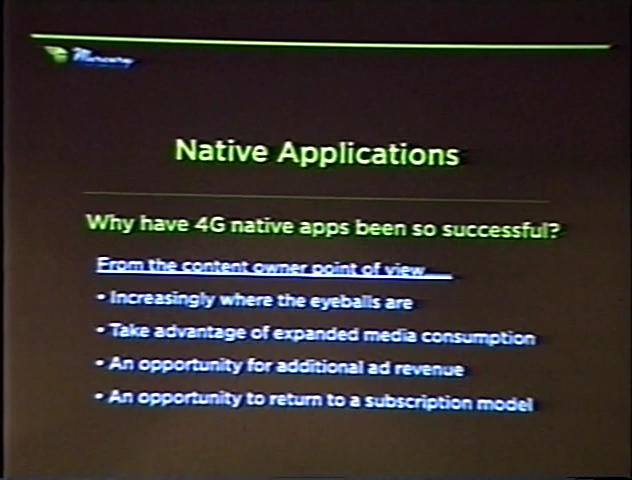 Mercury
Native Applications
Why have 4G native apps been so successful?
From the content owner point of view
• Increasingly where the eyeballs are
• Take advantage of expanded media consumption
• An opportunity for additional ad revenue
• An opportunity to return to a subscription model